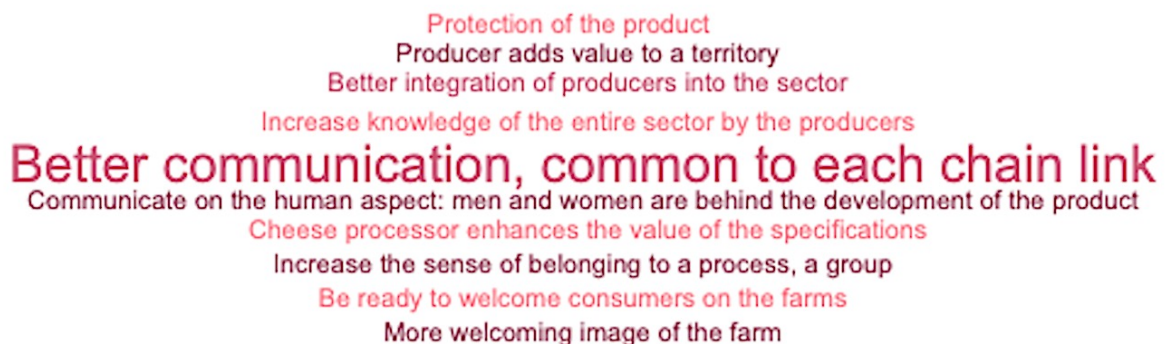 Protection of the product
Producer adds value to a territory
Better integration of producers into the sector
Increase knowledge of the entire sector by the producers
Better communication, common to each chain link
Communicate on the human aspect: men and women are behind the development of the product
Cheese processor enhances the value of the specifications
Increase the sense of belonging to a process, a group
Be ready to welcome consumers on the farms
More welcoming image of the farm